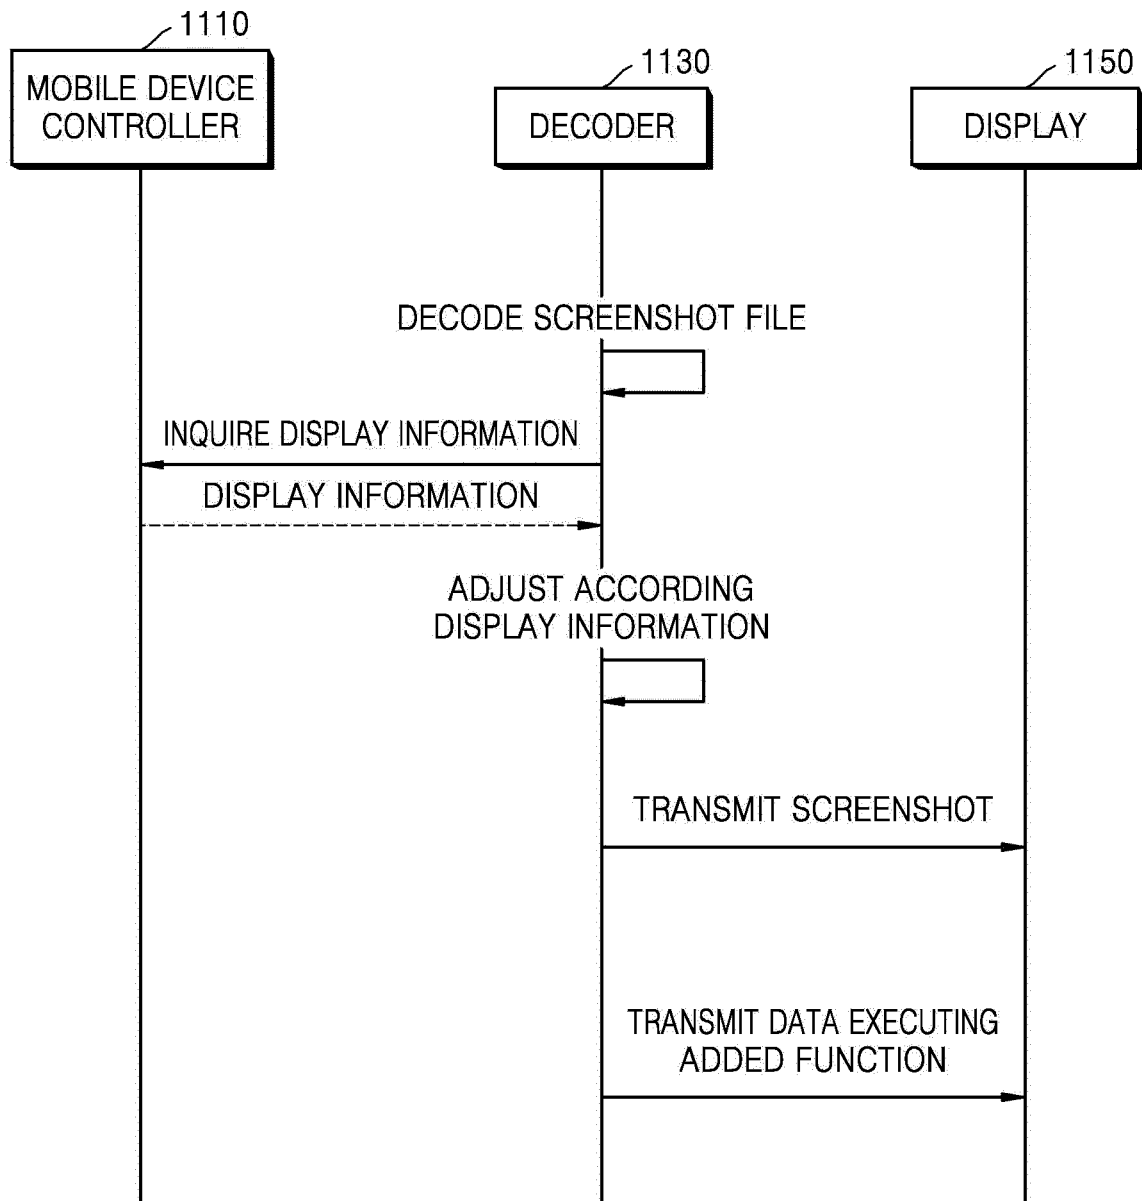 1110
1130
1150
MOBILE DEVICE
CONTROLLER
DECODER
DISPLAY
DECODE SCREENSHOT FILE
INQUIRE DISPLAY INFORMATION
DISPLAY INFORMATION
ADJUST ACCORDING
DISPLAY INFORMATION
TRANSMIT SCREENSHOT
TRANSMIT DATA EXECUTING
ADDED FUNCTION